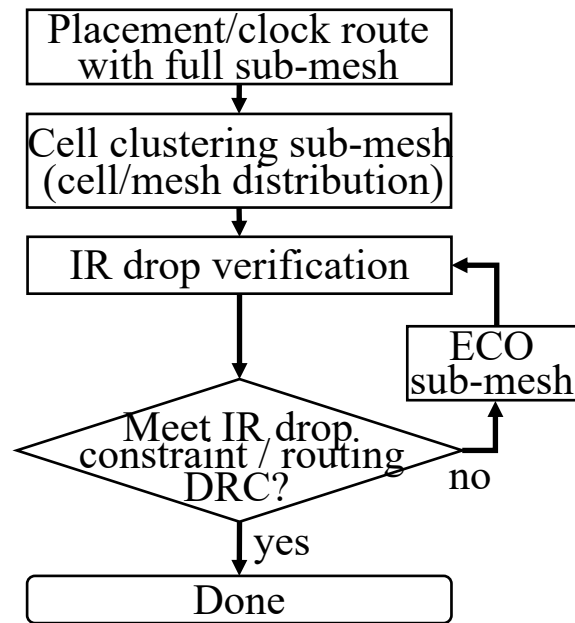 Placement/clock route
with full sub-mesh
Cell clustering sub-mesh
(cell/mesh distribution)
IR drop verification
ECO
sub-mesh
Meet IR drop
constraint / routing
DRC?
no
yes
Done